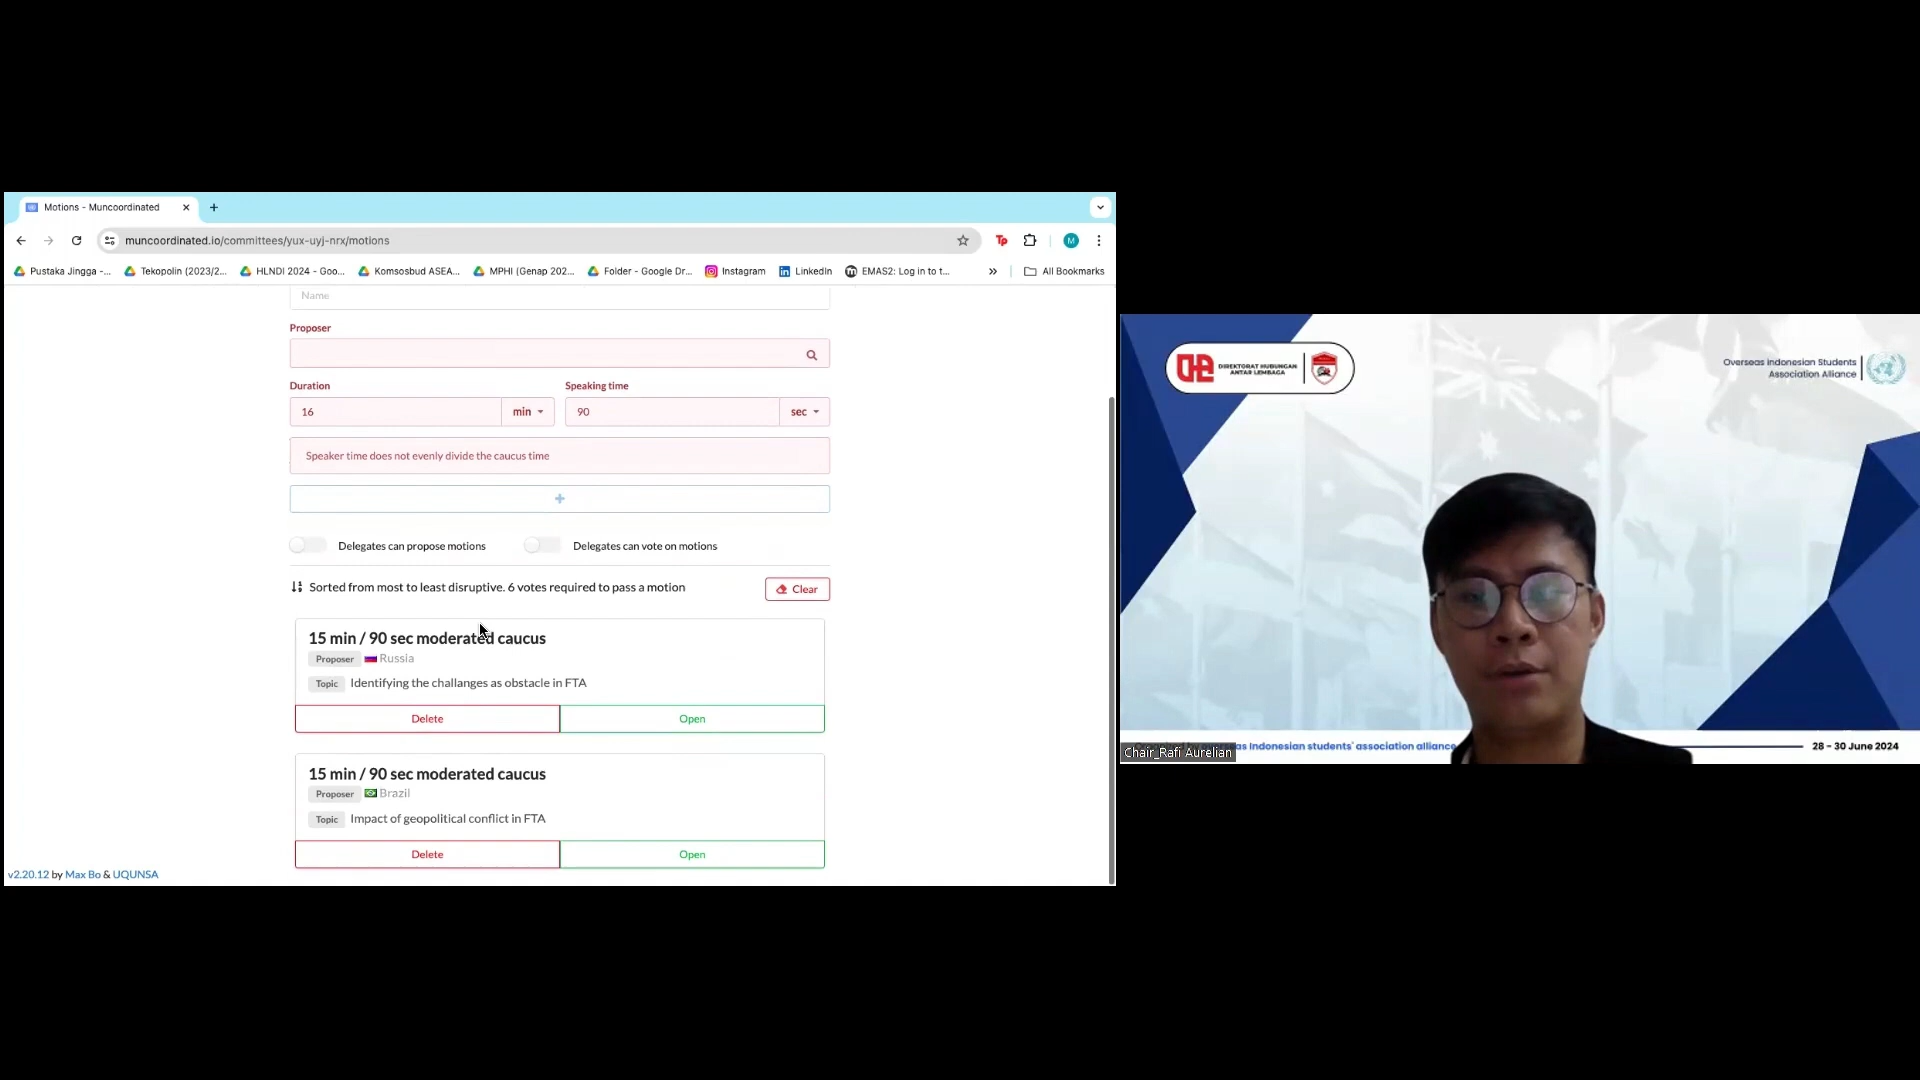 Motions - Muncoordinated
muncoordinated.io/committees/yux-uyj-nrx/motions
Tp
M
Pustaka Jingga -...
Tekopolin (2023/2...
HLNDI 2024 - Goo...
Komsosbud ASEA...
MPHI (Genap 202...
Folder - Google Dr...
Instagram
LinkedIn
EMAS2: Log in to t...
All Bookmarks
Name
Proposer
Duration
Speaking time
16
min
90
sec
Speaker time does not evenly divide the caucus time
Delegates can propose motions
Delegates can vote on motions
Sorted from most to least disruptive. 6 votes required to pass a motion
Clear
15 min / 90 sec moderated caucus
Proposer
Russia
Topic
Identifying the challanges as obstacle in FTA
Delete
Open
15 min / 90 sec moderated caucus
Proposer
Brazil
Topic
Impact of geopolitical conflict in FTA
Delete
Open
v2.20.12 by Max Bo & UQUNSA
DIREKTORAT HUBUNGAN
ANTAR LEMBAGA
Overseas Indonesian Students
Association Alliance
Chair_Rafi Aurelian
as Indonesian students' association alliance
28 - 30 June 2024